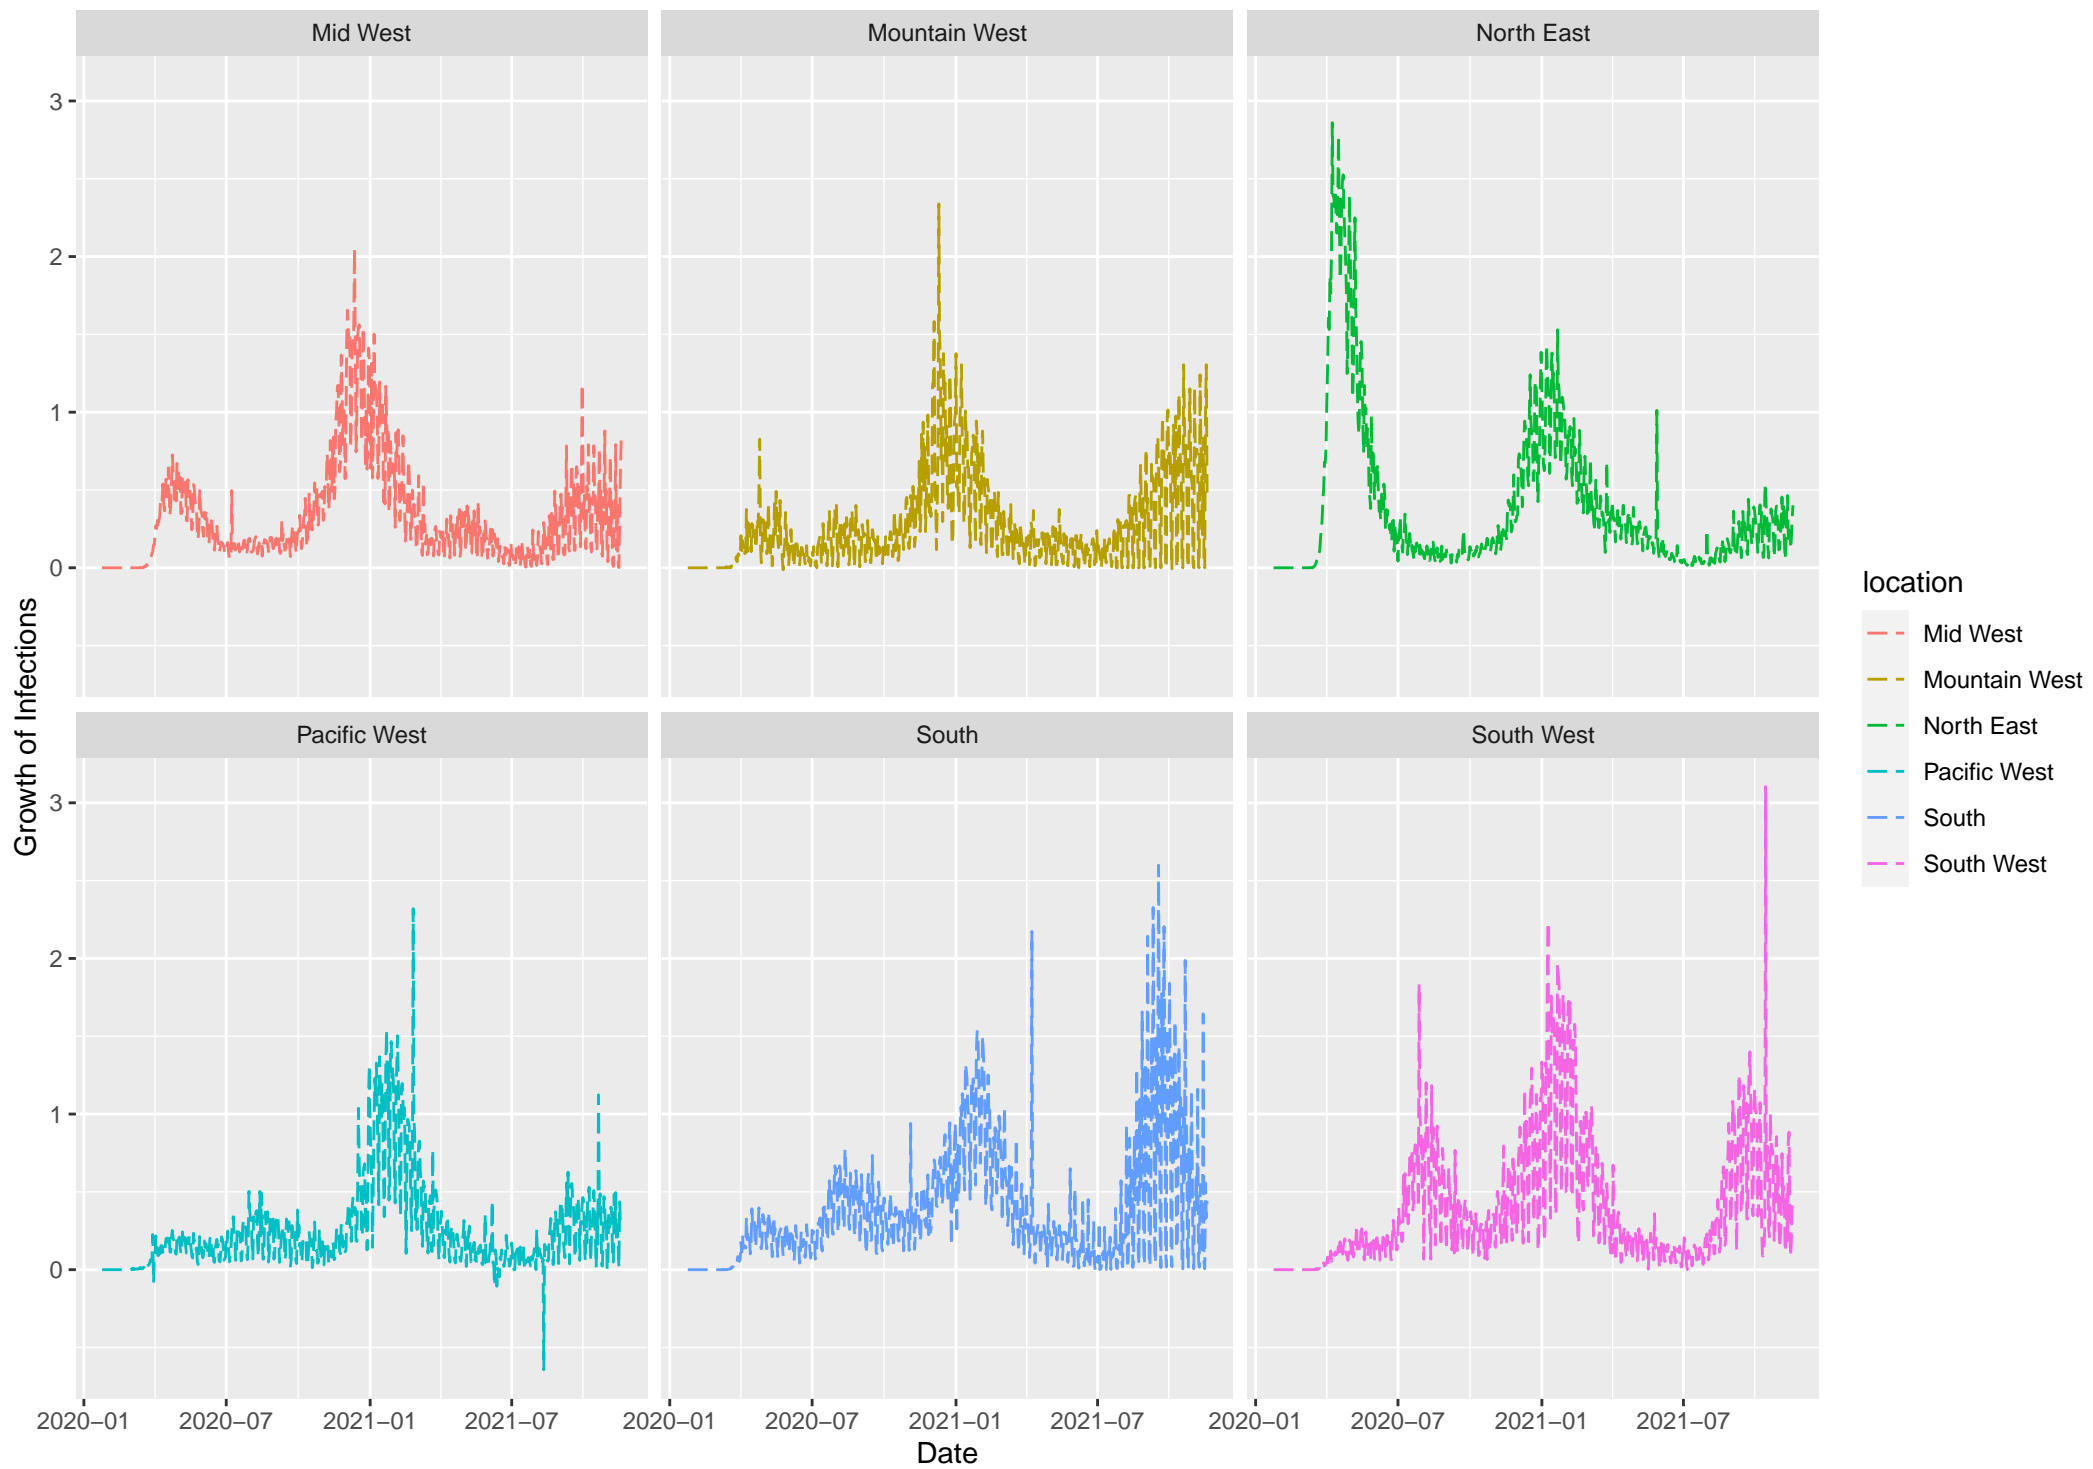 Mid West
Mountain West
North East
3
2
1
0
Growth of Infections
Pacific West
South
South West
3
2
1
0
2020–01
2020–07
2021–01
2021–07
2020–01
2020–07
2021–01
2021–07
2020–01
2020–07
2021–01
2021–07
Date
location
Mid West
Mountain West
North East
Pacific West
South
South West